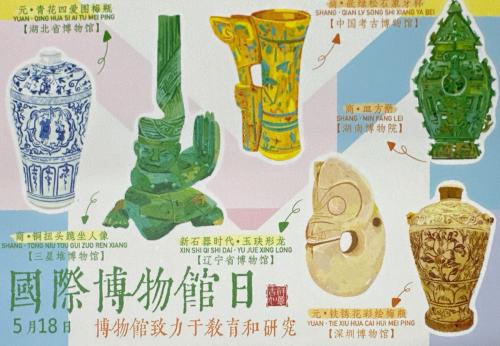 元·青花四爱图梅瓶
YUAN·QING HUA SI AI TU MEI PING
【湖北省博物馆】
商·嵌绿松石象牙杯
SHANG·QIAN LY SONG SHI XIANG YA BEI
【中国考古博物馆】
商·皿方罍
SHANG·MIN FANG LEI
【湖南博物院】
商·铜扭头跪坐人像
SHANG·TONG NIU TOU GUI ZUO REN XIANG
【三星堆博物馆】
新石器时代·玉玦形龙
XIN SHI QI SHI DAI·YU JUE XING LONG
【辽宁省博物馆】
元·铁锈花彩绘梅瓶
YUAN·TIE XIU HUA CAI HUI MEI PING
【深圳博物馆】
國際博物館日
5月18日
博物館致力于教育和研究